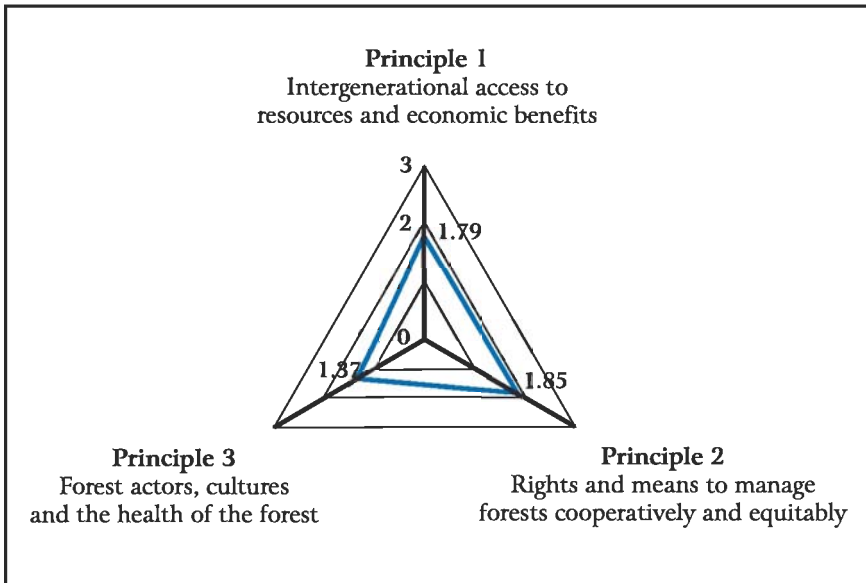 Principle 1
Intergenerational access to
resources and economic benefits
3
2
1.79
0
1.37
1.85
Principle 3
Forest actors, cultures
and the health of the forest
Principle 2
Rights and means to manage
forests cooperatively and equitably